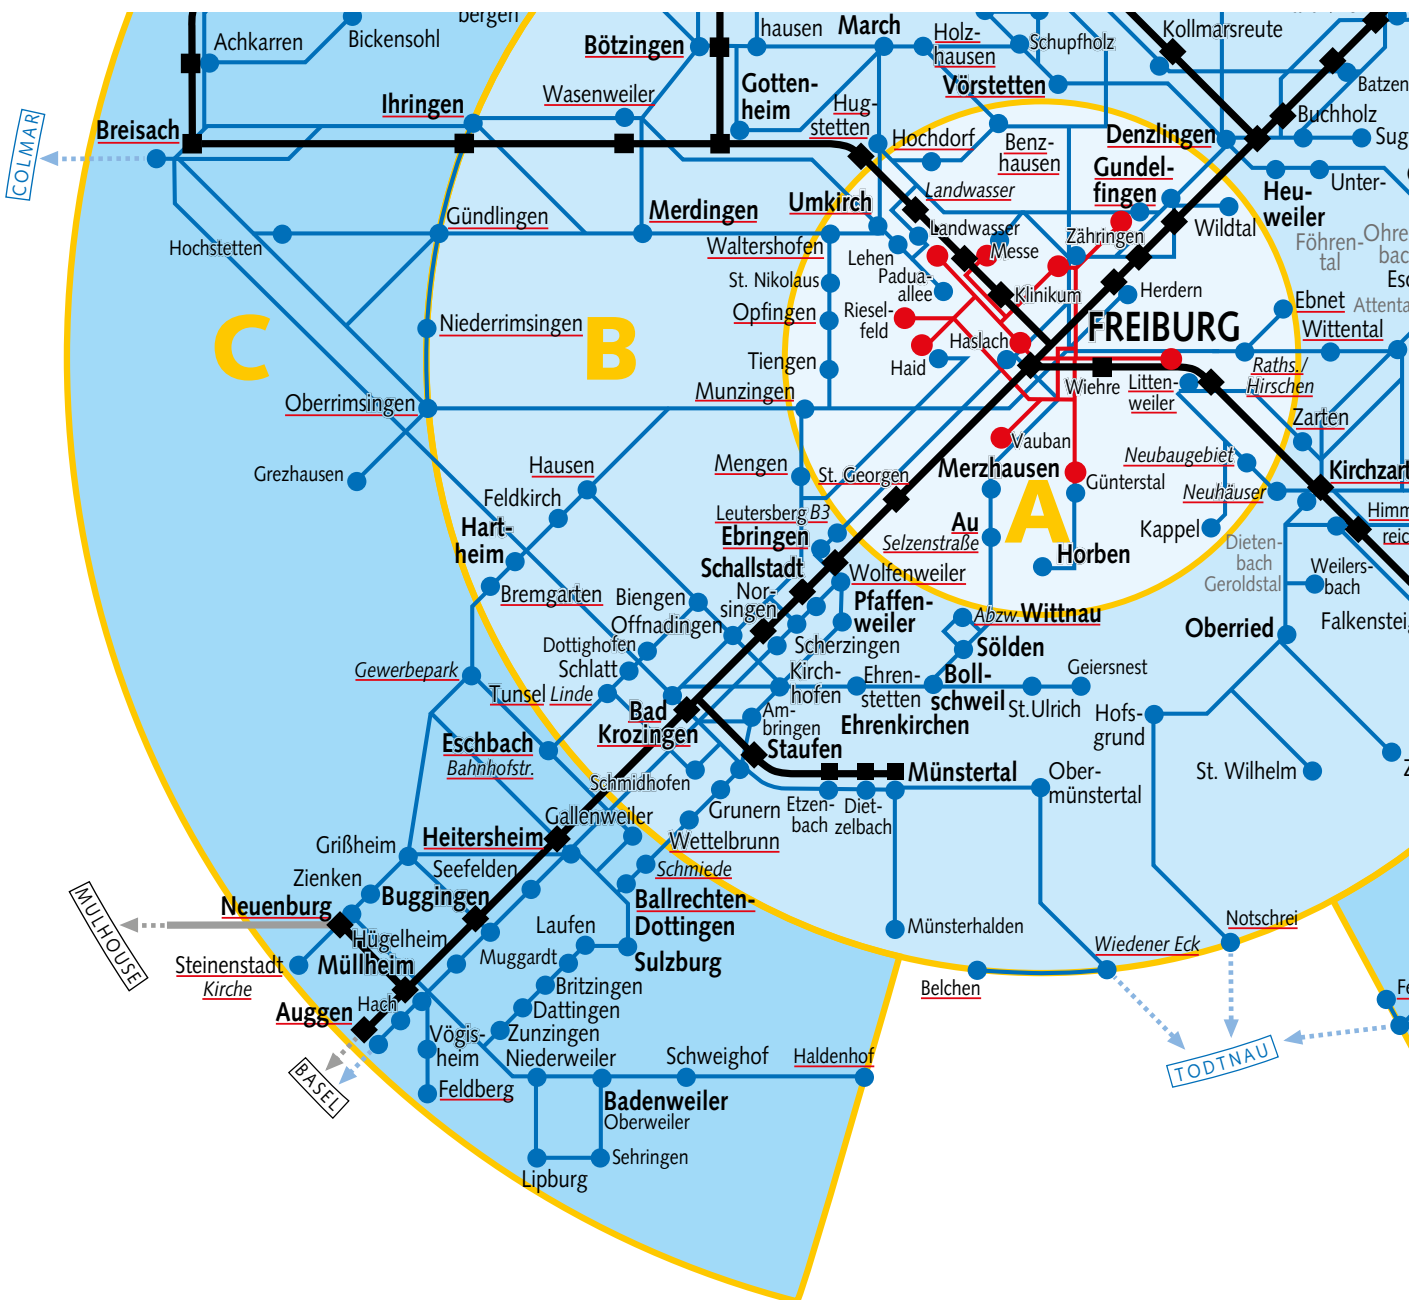 bergen
hausen
March
Holz-
hausen
Schupfholz
Kollmarsreute
Achkarren
Bickensohl
Bötzingen
Gotten-
heim
Vörstetten
Batzen
Buchholz
Ihringen
Wasenweiler
Hug-
stetten
Hochdorf
Benz-
hausen
Denzlingen
Sug
COLMAR
Breisach
Gundel-
fingen
Heu-
weiler
Unter-
Landwasser
Umkirch
Merdingen
Gündlingen
Hochstetten
Waltershofen
Landwasser
Lehen
Messe
Zähringen
Wildtal
Föhren-
tal
Ohre
bac
St. Nikolaus
Padua-
allee
Klinikum
Herdern
Esc
Ebnet
Attenta
C
B
Niederrimsingen
Opfingen
Riesel-
feld
Haslach
FREIBURG
Wittental
Tiengen
Haid
Wiehre
Litten-
weiler
Raths./
Hirschen
Oberrimsingen
Munzingen
Zarten
Vauban
Grezhausen
Hausen
Mengen
St. Georgen
Merzhausen
Günterstal
Neubaugebiet
Kirchzart
Feldkirch
Neuhäuser
A
Hart-
heim
Leutersberg B3
Ebringen
Au
Selzenstraße
Kappel
Himm
reic
Horben
Dieten-
bach
Geroldstal
Schallstadt
Wolfenweiler
Weilers-
bach
Bremgarten
Biengen
Nor-
singen
Pfaffen-
weiler
Abzw. Wittnau
Falkensteig
Offnadingen
Oberried
Dottighofen
Scherzingen
Sölden
Schlatt
Gewerbepark
Kirch-
hofen
Ehren-
stetten
Boll-
schweil
Geiersnest
Tunsel Linde
St.Ulrich
Bad
Krozingen
Am-
bringen
Ehrenkirchen
Hofs-
grund
Eschbach
Bahnhofstr.
Staufen
Münstertal
Ober-
münstertal
St. Wilhelm
Z
Schmidhofen
Grunern
Etzen-
bach
Diet-
zelbach
Gallenweiler
Heitersheim
Wettelbrunn
Grißheim
Seefelden
Schmiede
Zienken
Buggingen
Ballrechten-
Dottingen
MULHOUSE
Neuenburg
Laufen
Münsterhalden
Notschrei
Hügelheim
Muggardt
Sulzburg
Wiedener Eck
Steinenstadt
Kirche
Müllheim
Britzingen
Belchen
Fe
Hach
Dattingen
Auggen
Vögis-
heim
Zunzingen
TODTNAU
BASEL
Niederweiler
Schweighof
Haldenhof
Feldberg
Badenweiler
Oberweiler
Sehringen
Lipburg